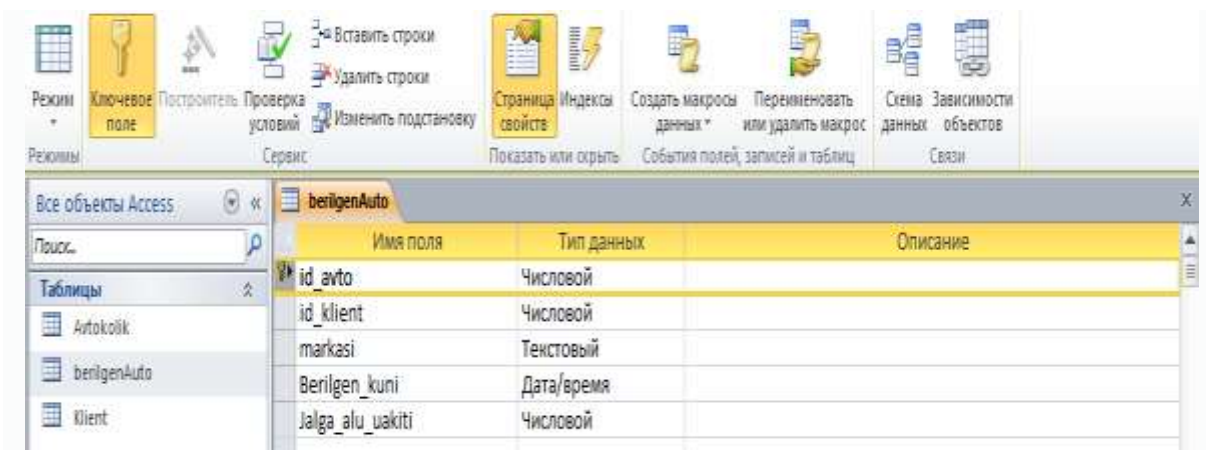 Вставить строки
Удалить строки
Изменить подстановку
Режим
Ключевое поле
Построитель
Проверка условий
Страница свойств
Индексы
Создать макросы данных
Переименовать или удалить макрос
Схема данных
Зависимости объектов
Режимы
Сервис
Показать или скрыть
События полей, записей и таблиц
Связи
Все объекты Access
Поиск...
Таблицы
Avtokolik
berilgenAuto
Klient
berilgenAuto
Имя поля Тип данных Описание
id_avto Числовой
id_klient Числовой
markasi Текстовый
Berilgen_kuni Дата/время
Jalga_alu_uakiti Числовой